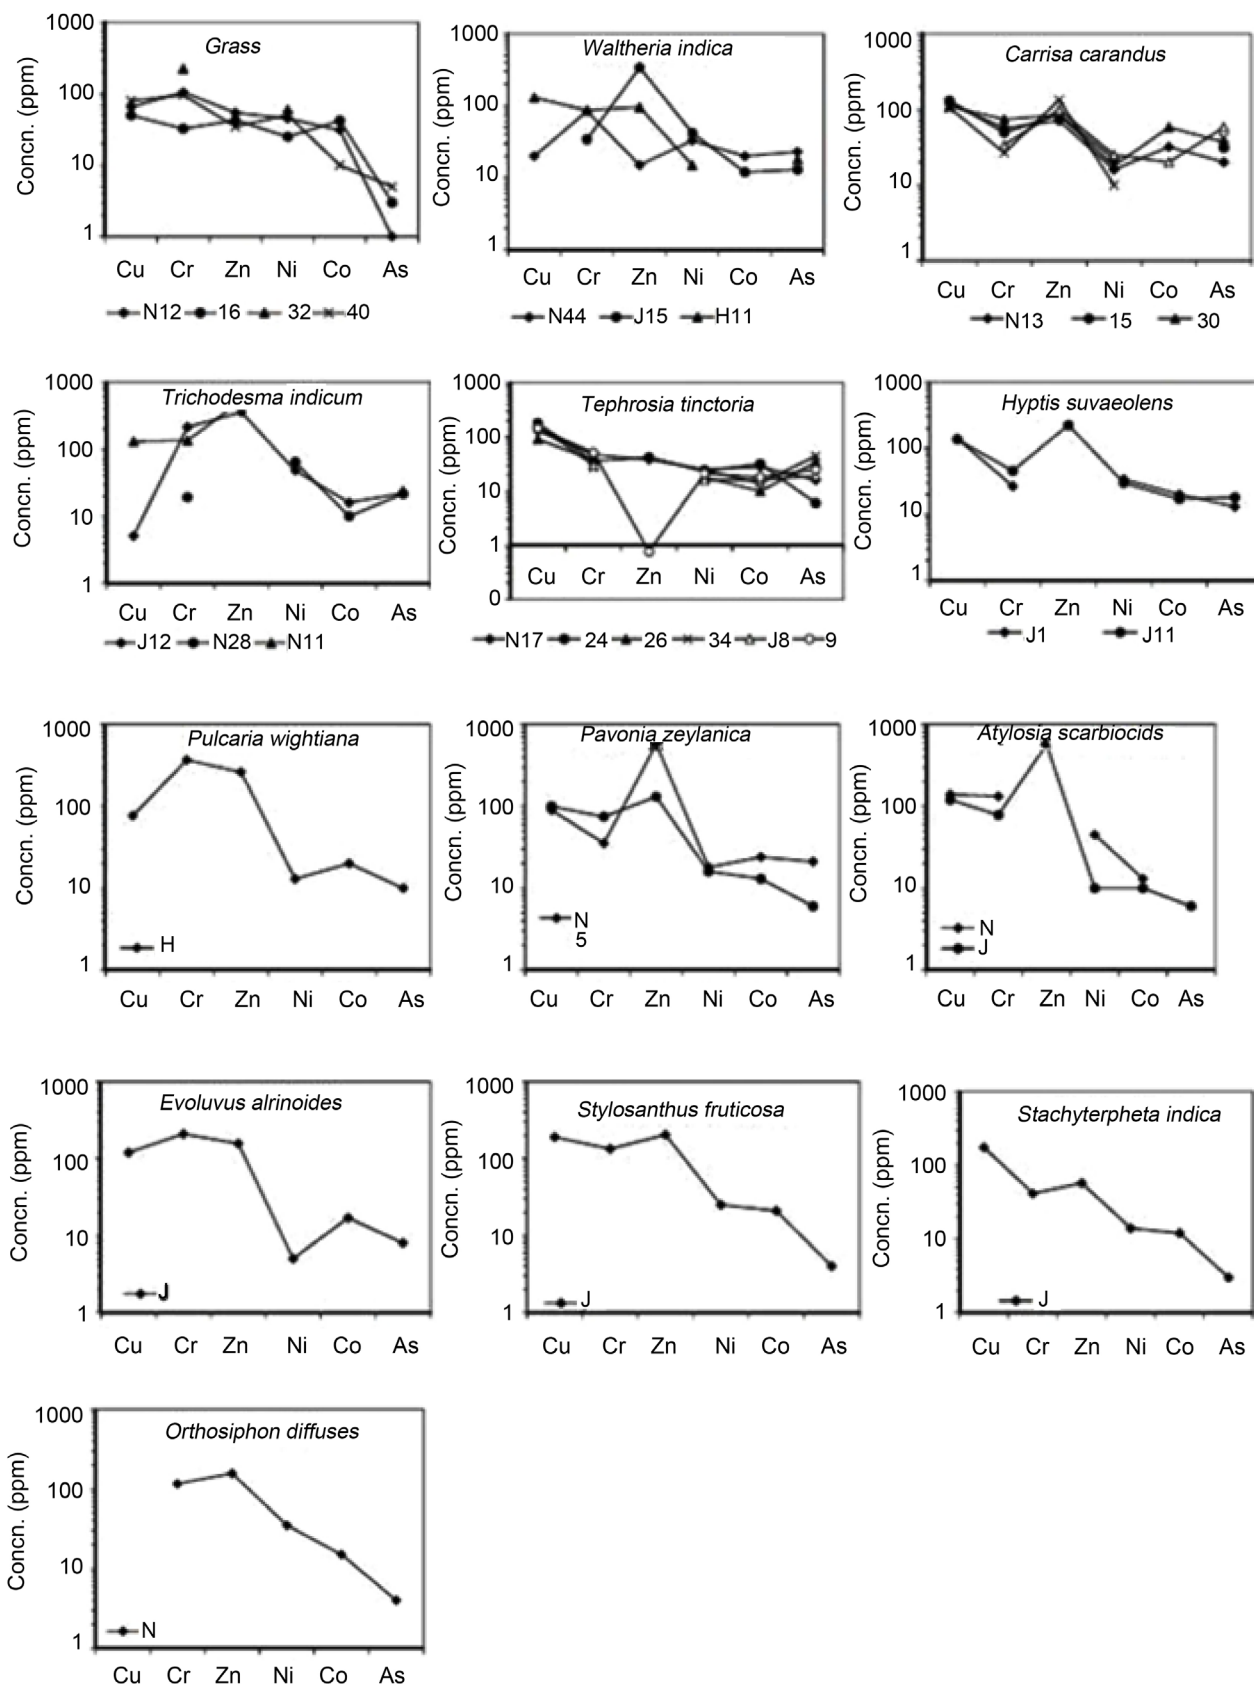 Grass
Concn. (ppm)
1000
100
10
1
Cu Cr Zn Ni Co As
N12 16 32 40
Waltheria indica
Concn. (ppm)
1000
100
10
1
Cu Cr Zn Ni Co As
N44 J15 H11
Carrisa carandus
Concn. (ppm)
1000
100
10
1
Cu Cr Zn Ni Co As
N13 15 30
Trichodesma indicum
Concn. (ppm)
1000
100
10
1
Cu Cr Zn Ni Co As
J12 N28 N11
Tephrosia tinctoria
Concn. (ppm)
1000
100
10
1
0
Cu Cr Zn Ni Co As
N17 24 26 34 J8 9
Hyptis suvaeolens
Concn. (ppm)
1000
100
10
1
Cu Cr Zn Ni Co As
J1 J11
Pulcaria wightiana
Concn. (ppm)
1000
100
10
1
H
Cu Cr Zn Ni Co As
Pavonia zeylanica
Concn. (ppm)
1000
100
10
1
N
5
Cu Cr Zn Ni Co As
Atylosia scarbiocids
Concn. (ppm)
1000
100
10
1
N
J
Cu Cr Zn Ni Co As
Evoluvus alrinoides
Concn. (ppm)
1000
100
10
1
J
Cu Cr Zn Ni Co As
Stylosanthus fruticosa
Concn. (ppm)
1000
100
10
1
J
Cu Cr Zn Ni Co As
Stachyterpheta indica
Concn. (ppm)
1000
100
10
1
J
Cu Cr Zn Ni Co As
Orthosiphon diffuses
Concn. (ppm)
1000
100
10
1
N
Cu Cr Zn Ni Co As